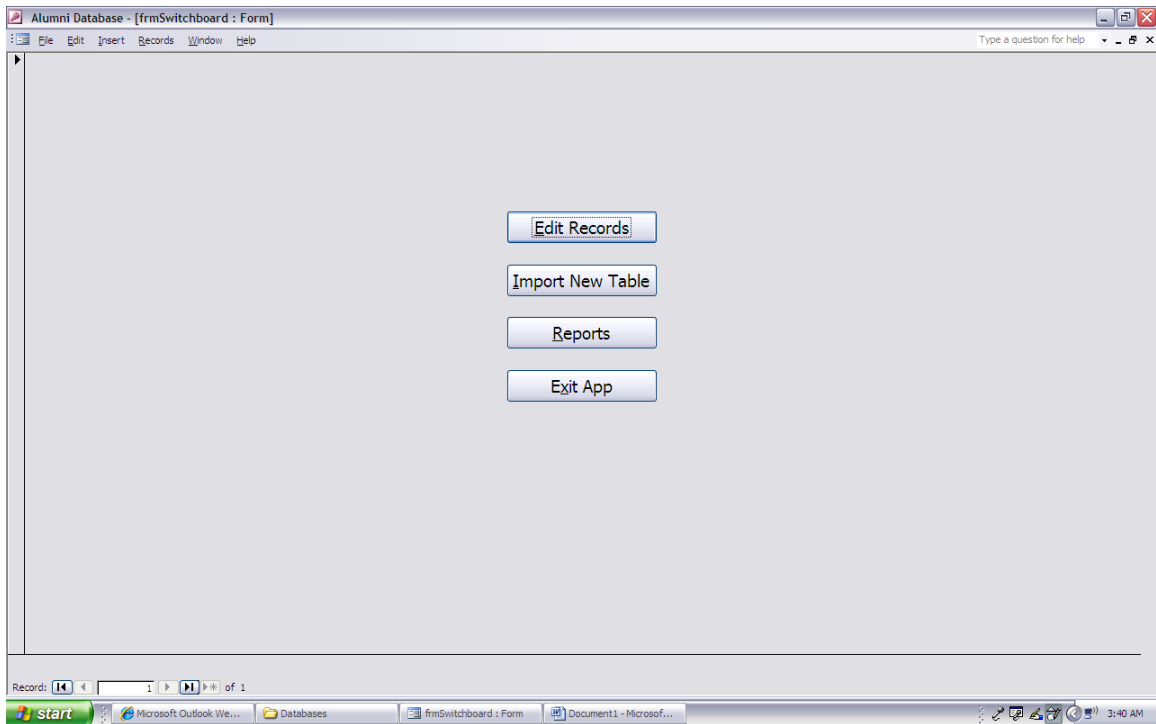 Alumni Database - [frmSwitchboard : Form]
File Edit Insert Records Window Help
Type a question for help
Edit Records
Import New Table
Reports
Exit App
Record: 1 of 1
start Microsoft Outlook We... Databases frmSwitchboard : Form Document1 - Microsof... 3:40 AM